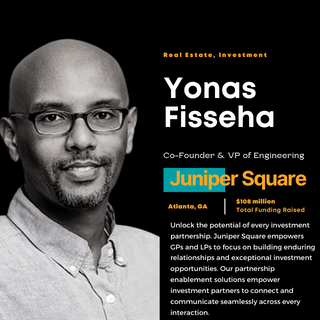 Real Estate, Investment
Yonas
Fisseha
Co-Founder & VP of Engineering
Juniper Square
Atlanta, GA
$108 million
Total Funding Raised
Unlock the potential of every investment
partnership. Juniper Square empowers
GPs and LPs to focus on building enduring
relationships and exceptional investment
opportunities. Our partnership
enablement solutions empower
investment partners to connect and
communicate seamlessly across every
interaction.